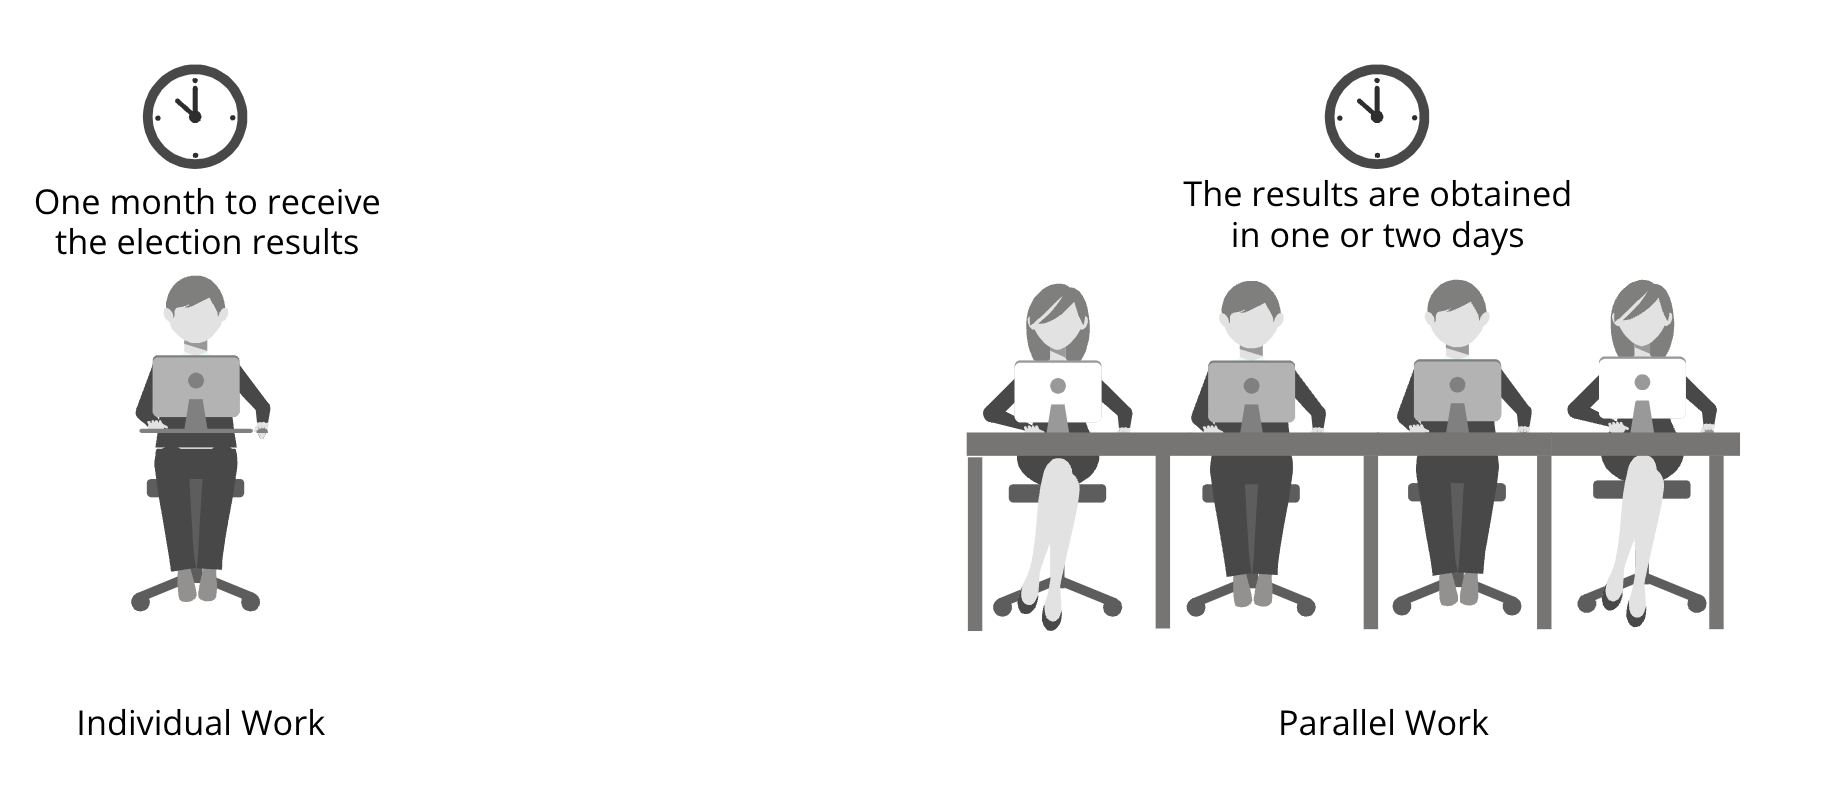 One month to receive
the election results
The results are obtained
in one or two days
Individual Work
Parallel Work